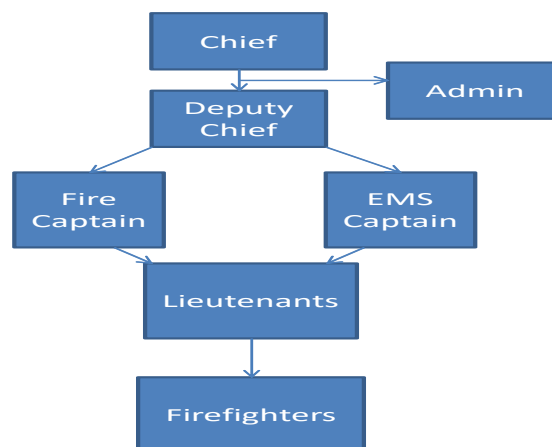 Chief
Admin
Deputy
Chief
Fire
Captain
EMS
Captain
Lieutenants
Firefighters